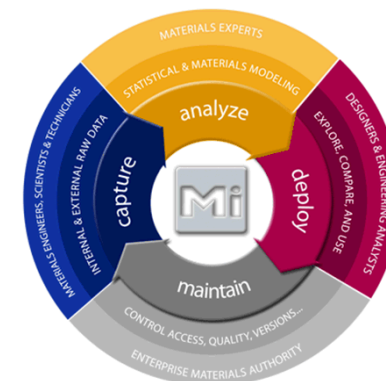 MATERIALS EXPERTS
STATISTICAL & MATERIALS MODELING
analyze
DESIGNERS & ENGINEERING ANALYSTS
EXPLORE, COMPARE, AND USE
deploy
MATERIALS ENGINEERS, SCIENTISTS & TECHNICIANS
INTERNAL & EXTERNAL RAW DATA
capture
Mi
maintain
CONTROL ACCESS, QUALITY, VERSIONS...
ENTERPRISE MATERIALS AUTHORITY